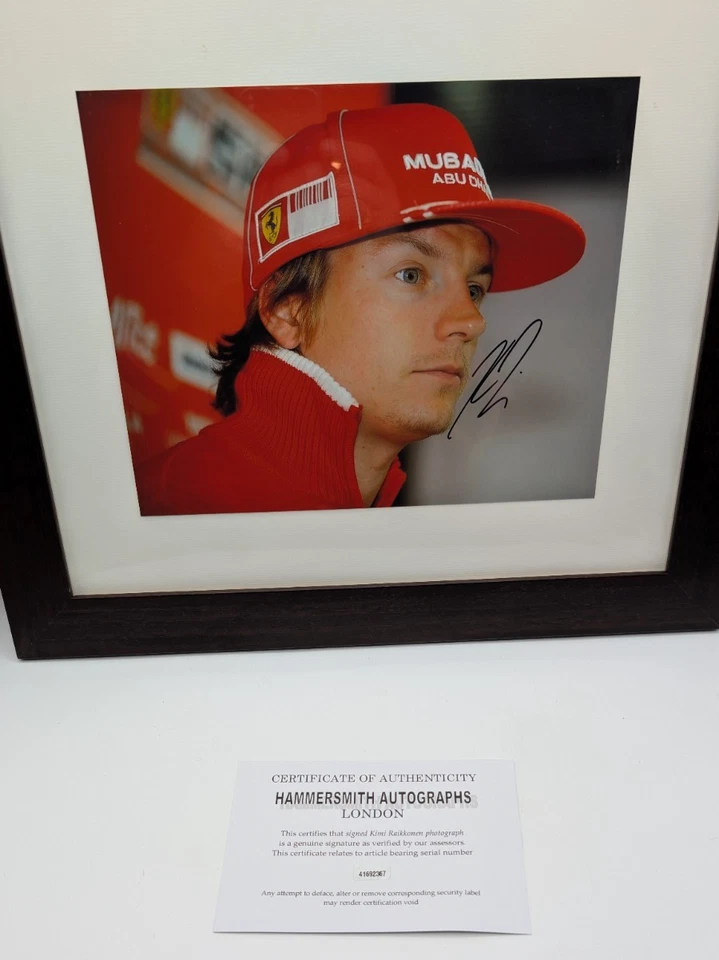 MUBA
ABU DH
CERTIFICATE OF AUTHENTICITY
HAMMERSMITH AUTOGRAPHS
LONDON
This certifies that signed Kimi Raikkonen photograph
is a genuine signature as verified by our assessors.
This certificate relates to article bearing serial number
41692367
Any attempt to deface, alter or remove corresponding security label
may render certification void